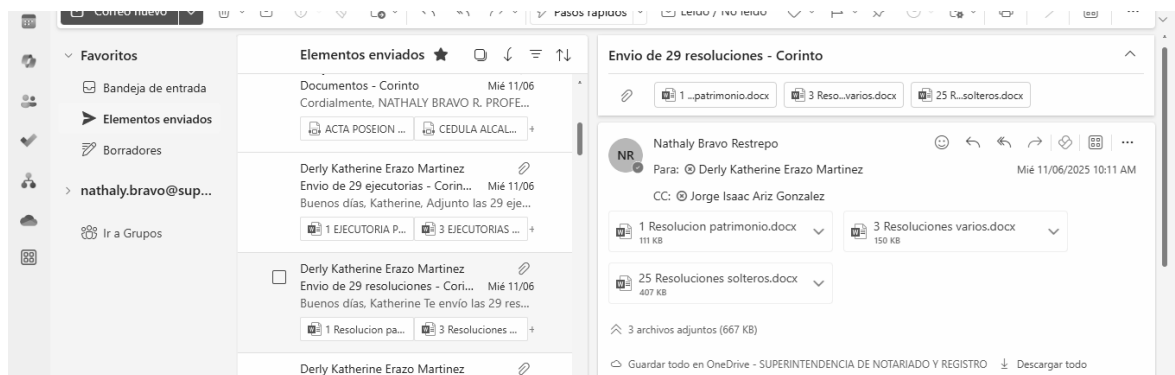 Correo nuevo
Pasos rápidos
Leído / No leído
Favoritos
Bandeja de entrada
Elementos enviados
Borradores
nathaly.bravo@sup...
Ir a Grupos
Elementos enviados
Documentos - Corinto Mié 11/06
Cordialmente, NATHALY BRAVO R. PROFE...
ACTA POSEION ... CEDULA ALCAL... +
Derly Katherine Erazo Martinez
Envio de 29 ejecutorias - Corin... Mié 11/06
Buenos días, Katherine, Adjunto las 29 eje...
1 EJECUTORIA P... 3 EJECUTORIAS ... +
Derly Katherine Erazo Martinez
Envio de 29 resoluciones - Cori... Mié 11/06
Buenos días, Katherine Te envío las 29 res...
1 Resolucion pa... 3 Resoluciones ... +
Derly Katherine Erazo Martinez
Envio de 29 resoluciones - Corinto
1 ...patrimonio.docx 3 Reso...varios.docx 25 R...solteros.docx
NR
Nathaly Bravo Restrepo
Para: Derly Katherine Erazo Martinez Mié 11/06/2025 10:11 AM
CC: Jorge Isaac Ariz Gonzalez
1 Resolucion patrimonio.docx
111 KB
3 Resoluciones varios.docx
150 KB
25 Resoluciones solteros.docx
407 KB
3 archivos adjuntos (667 KB)
Guardar todo en OneDrive - SUPERINTENDENCIA DE NOTARIADO Y REGISTRO Descargar todo